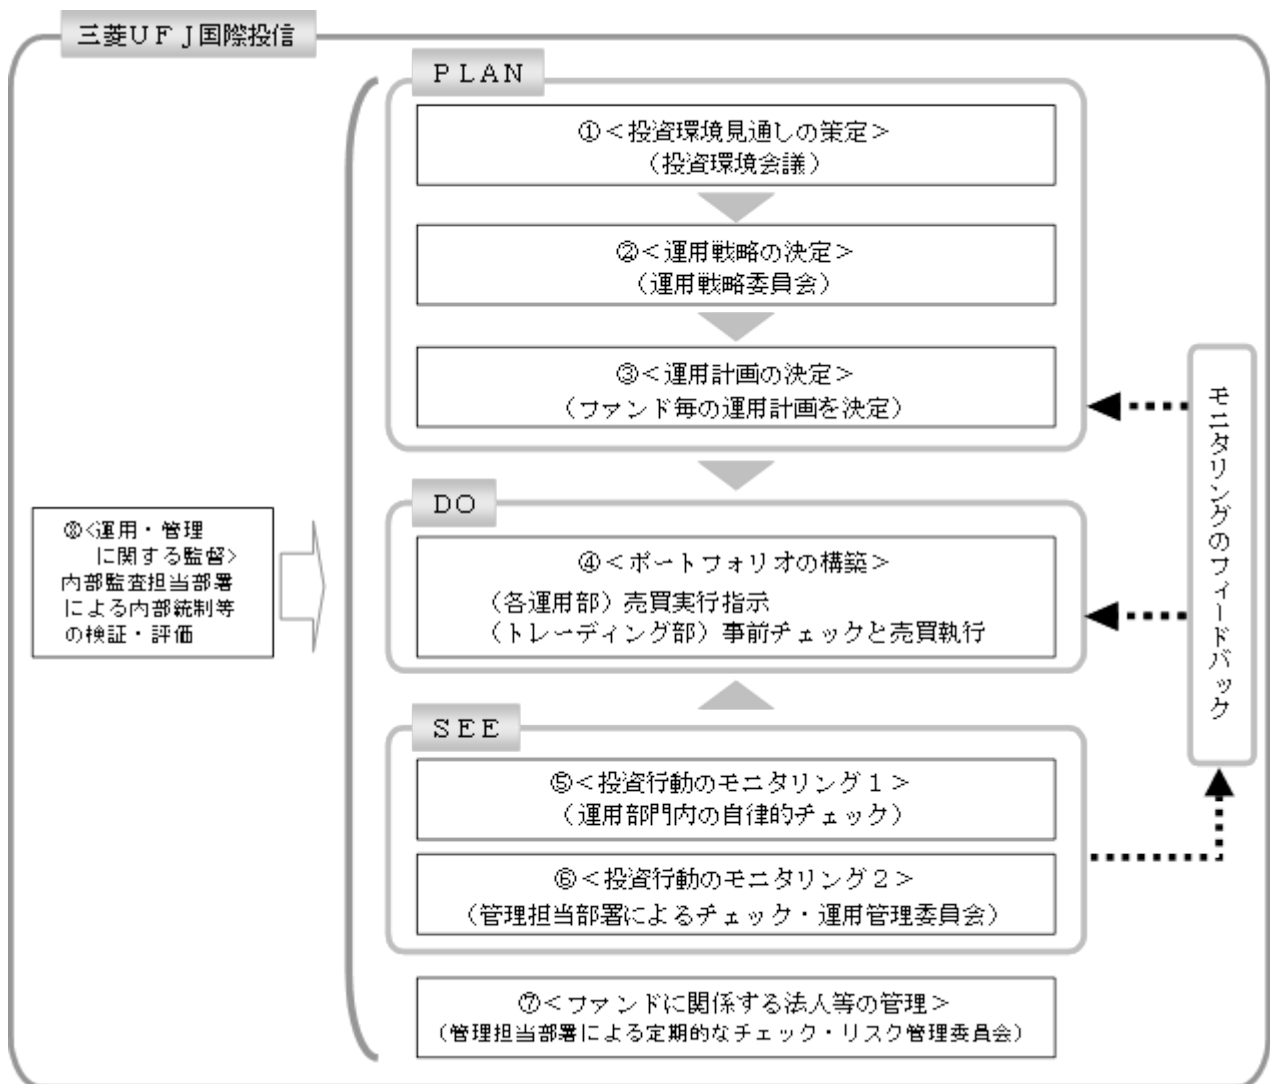 三菱ＵＦＪ国際投信
ＰＬＡＮ
①＜投資環境見通しの策定＞
（投資環境会議）
②＜運用戦略の決定＞
（運用戦略委員会）
③＜運用計画の決定＞
（ファンド毎の運用計画を決定）
ＤＯ
④＜ポートフォリオの構築＞
（各運用部）売買実行指示
（トレーディング部）事前チェックと売買執行
ＳＥＥ
⑤＜投資行動のモニタリング１＞
（運用部門内の自律的チェック）
⑥＜投資行動のモニタリング２＞
（管理担当部署によるチェック・運用管理委員会）
⑦＜ファンドに関係する法人等の管理＞
（管理担当部署による定期的なチェック・リスク管理委員会）
⑧＜運用・管理
に関する監督＞
内部監査担当部署
による内部統制等
の検証・評価
モニタリングのフィードバック